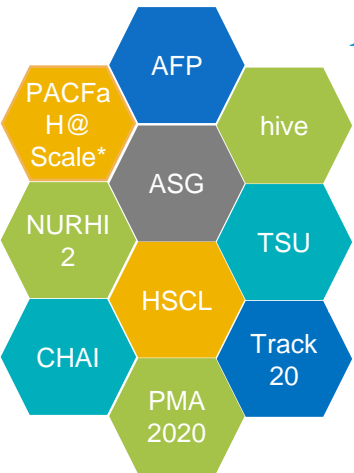 AFP
PACFa
H@
Scale*
hive
ASG
NURHI
2
TSU
HSCL
CHAI
Track
20
PMA
2020